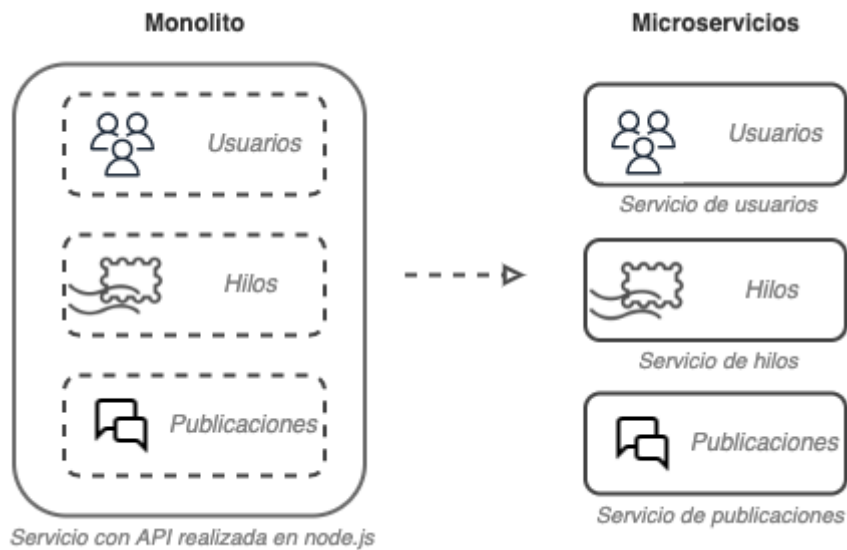 Monolito
Usuarios
Hilos
Publicaciones
Servicio con API realizada en node.js
Microservicios
Usuarios
Servicio de usuarios
Hilos
Servicio de hilos
Publicaciones
Servicio de publicaciones